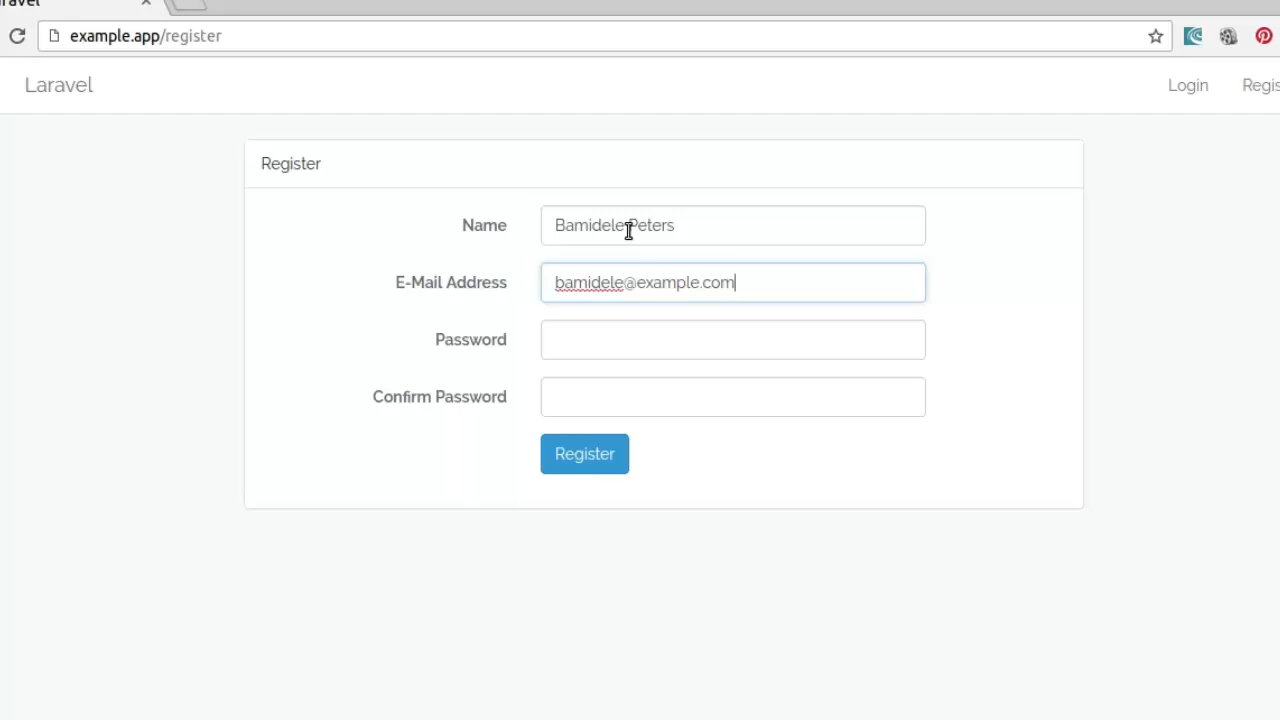 ravel
example.app/register
Laravel Login Regis
Register
Name Bamidele Peters
E-Mail Address bamidele@example.com
Password
Confirm Password
Register